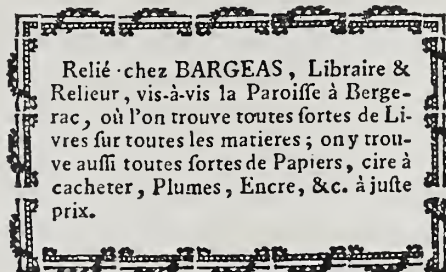 Relié chez BARGEAS, Libraire &
Relieur, vis-à-vis la Paroiſſe à Berge-
rac, où l'on trouve toutes ſortes de Li-
vres ſur toutes les matieres; on y trou-
ve auſſi toutes ſortes de Papiers, cire à
cacheter, Plumes, Encre, &c. à juſte
prix.